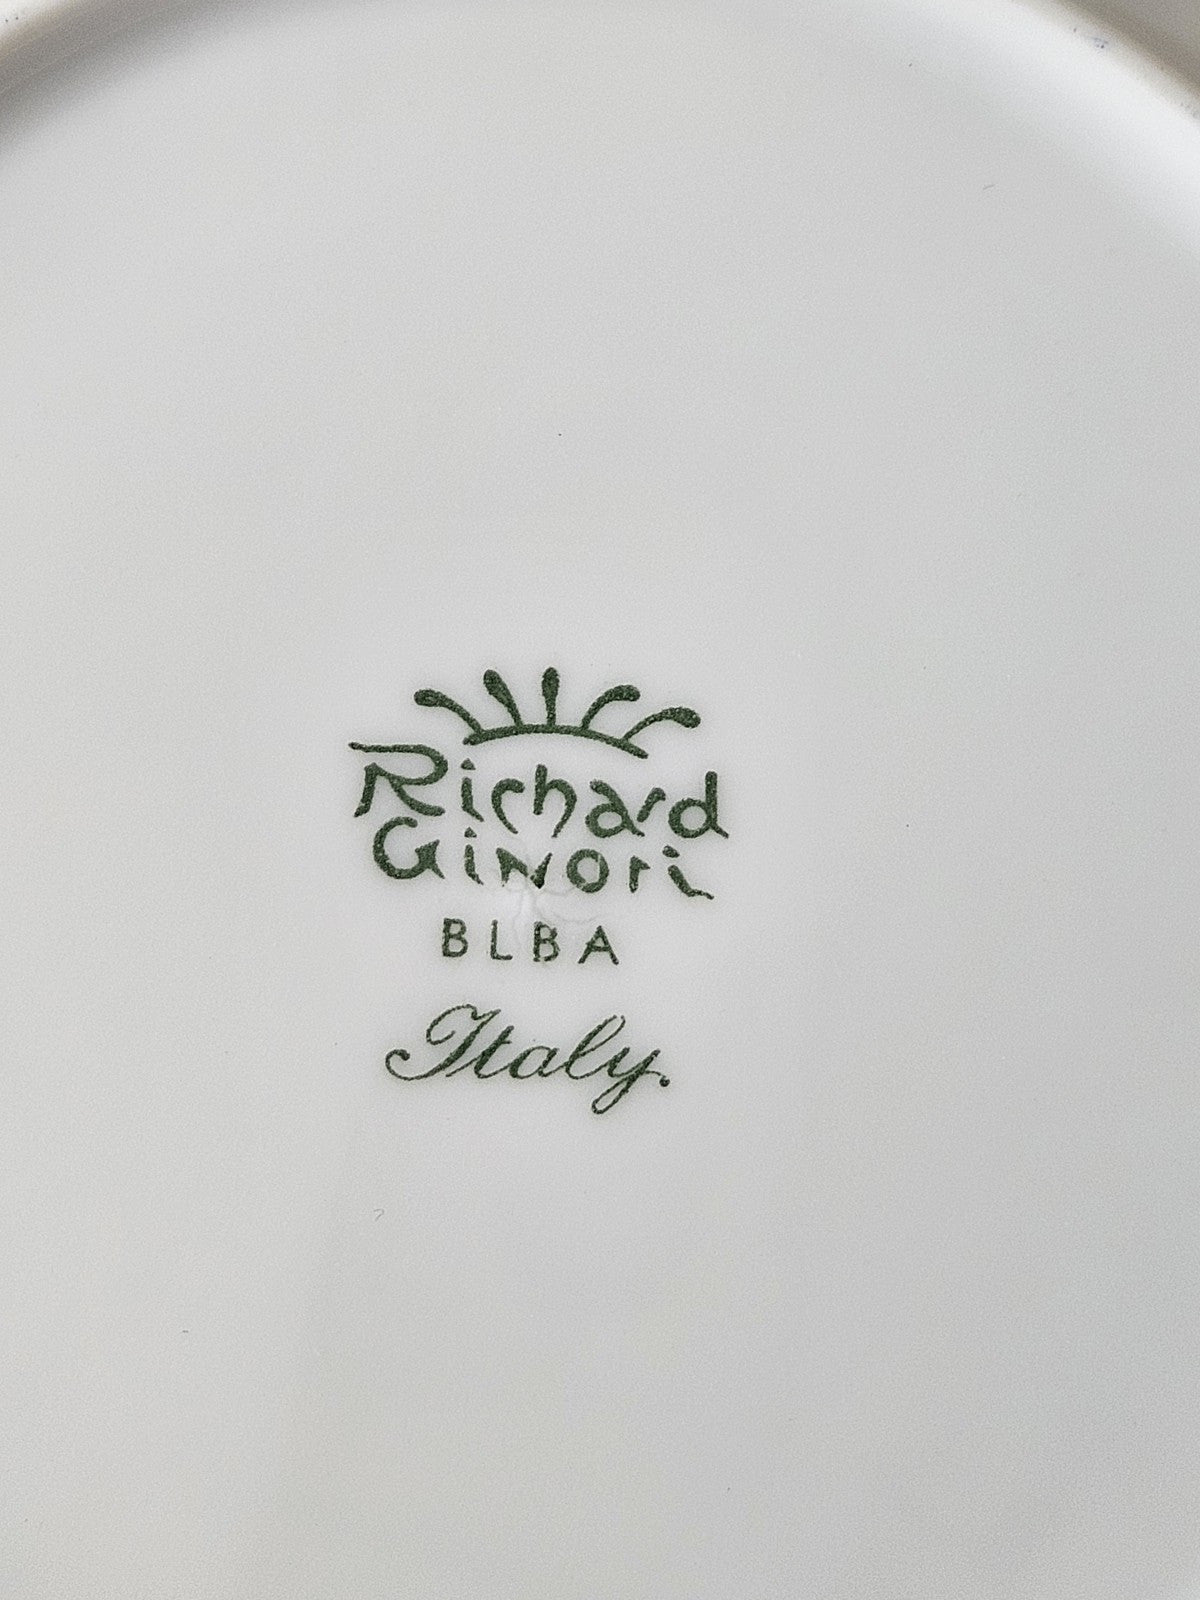 Richard
Ginori
BLBA
Italy.